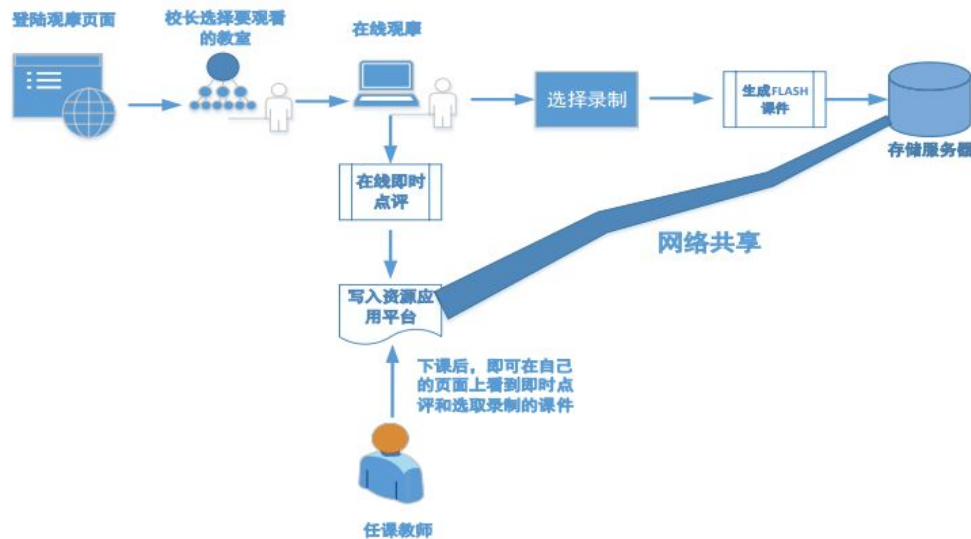 登陆观摩页面
校长选择要观看
的教室
在线观摩
选择录制
生成FLASH
课件
存储服务器
在线即时
点评
网络共享
写入资源应
用平台
下课后，即可在自己
的页面上看到即时点
评和选取录制的课件
任课教师